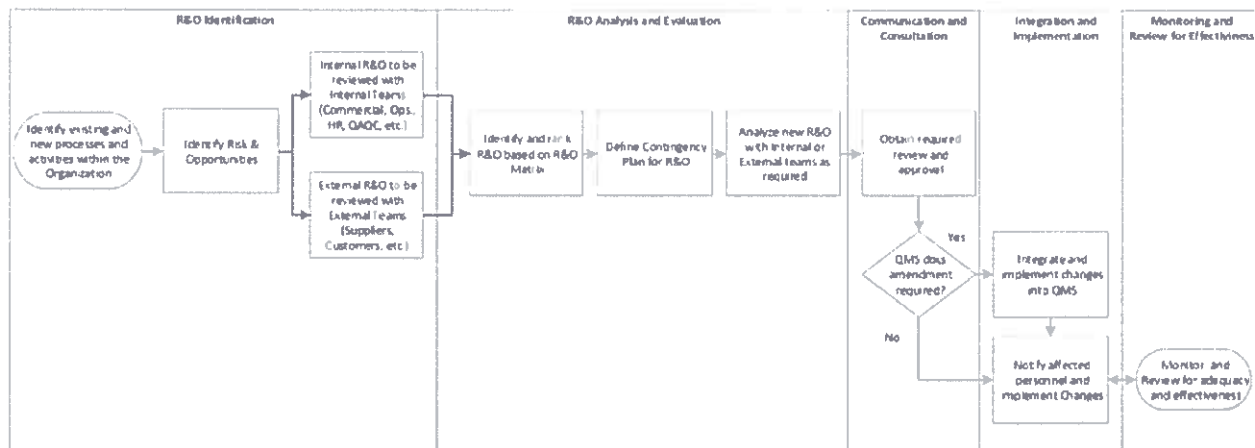 R&O Identification
R&O Analysis and Evaluation
Communication and
Consultation
Integration and
Implementation
Monitoring and
Review for Effectiviness
Identify existing and
new processes and
activities within the
Organization
Identify Risk &
Opportunities
Internal R&O to be
reviewed with
Internal Teams
(Commercial, Ops.,
HR, QAQC, etc.)
External R&O to be
reviewed with
External Teams
(Suppliers,
Customers, etc.)
Identify and rank
R&O based on R&O
Matrix
Define Contingency
Plan for R&O
Analyze new R&O
with Internal or
External Teams as
required
Obtain required
review and
approval
QMS docs
amendment
required?
Yes
No
Integrate and
implement changes
into QMS
Notify affected
personnel and
implement Changes
Monitor and
Review for adequacy
and effectiveness